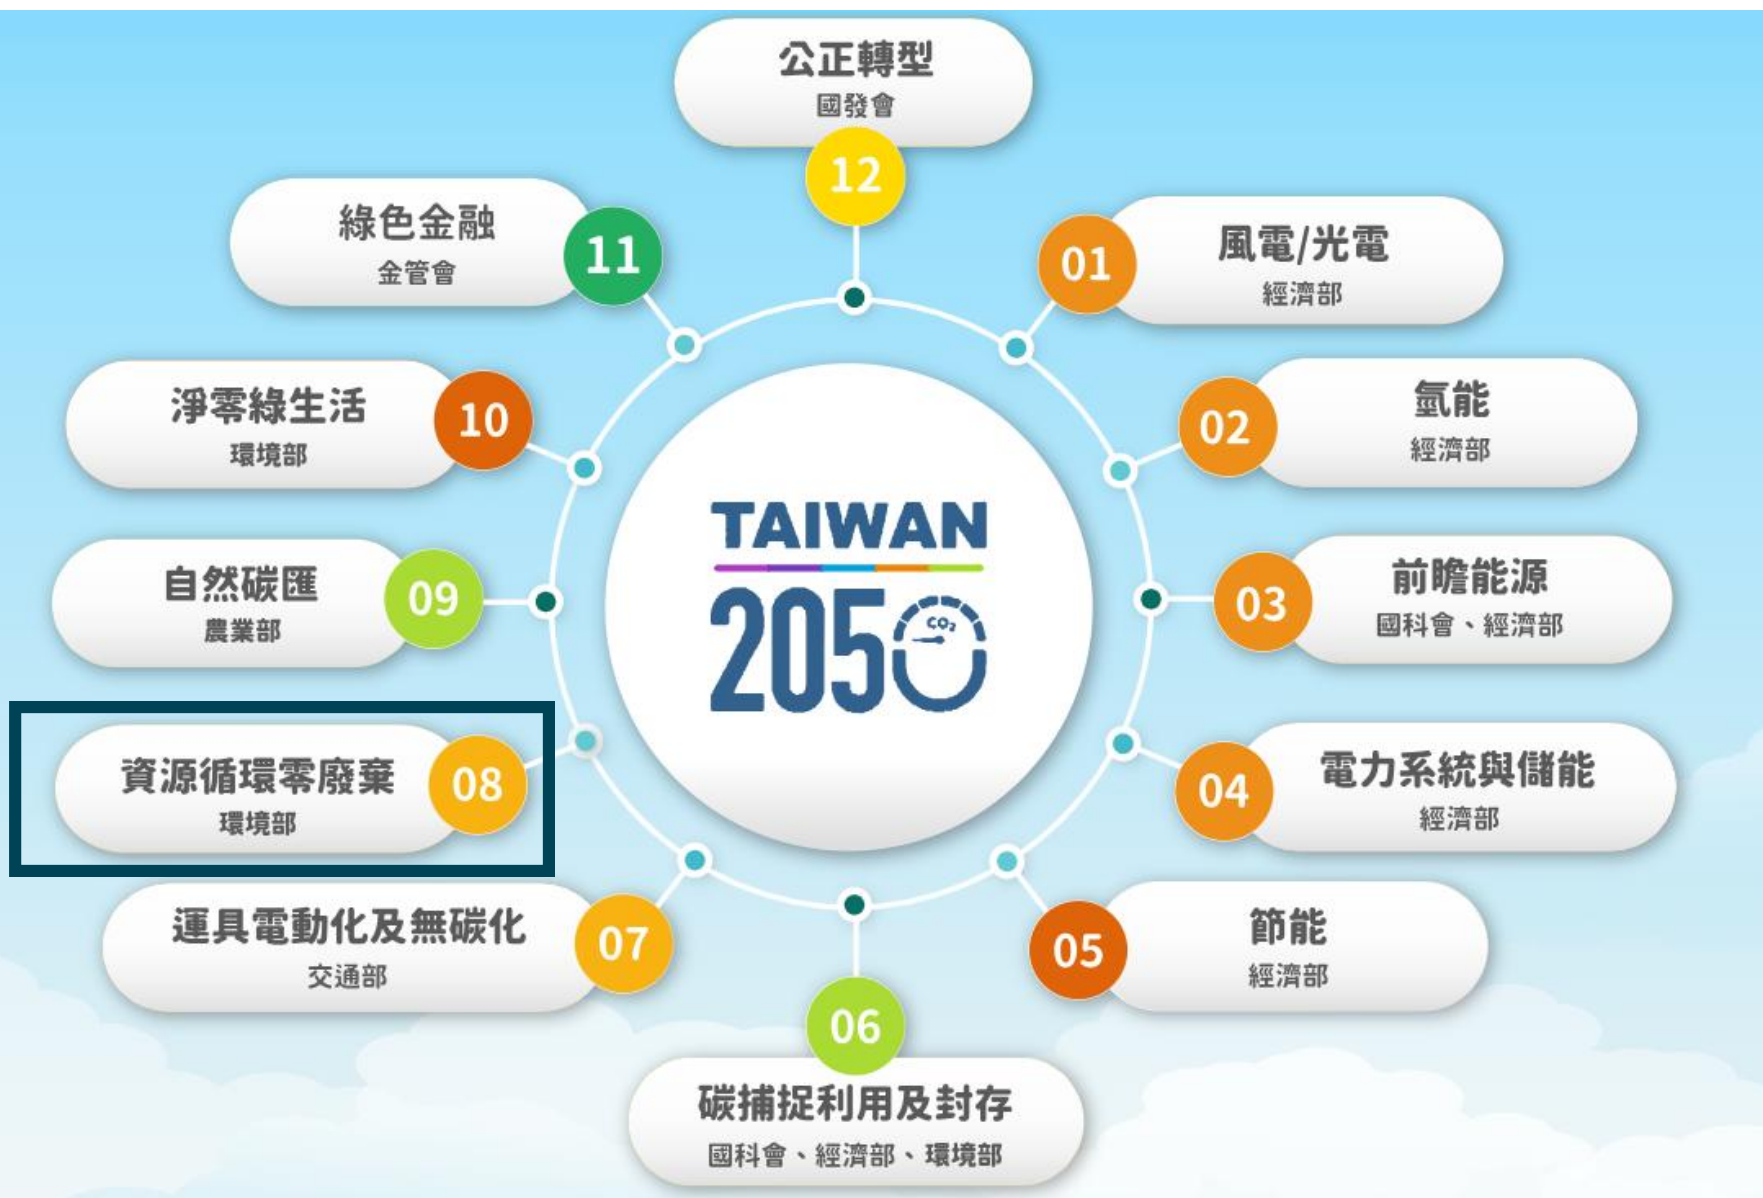 公正轉型
國發會
12
風電/光電
經濟部
01
氫能
經濟部
02
前瞻能源
國科會、經濟部
03
電力系統與儲能
經濟部
04
節能
經濟部
05
06
碳捕捉利用及封存
國科會、經濟部、環境部
運具電動化及無碳化
交通部
07
資源循環零廢棄
環境部
08
自然碳匯
農業部
09
淨零綠生活
環境部
10
綠色金融
金管會
11
TAIWAN
2050
CO₂